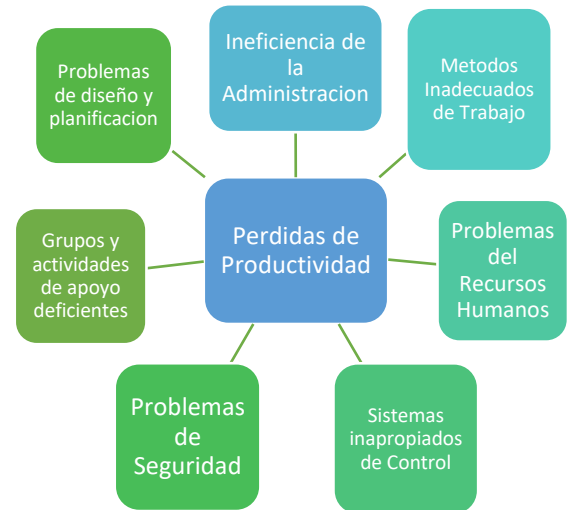 Ineficiencia de
la
Administracion
Metodos
Inadecuados
de Trabajo
Problemas
del
Recursos
Humanos
Sistemas
inapropiados
de Control
Problemas
de
Seguridad
Grupos y
actividades
de apoyo
deficientes
Problemas
de diseño y
planificacion
Perdidas de
Productividad